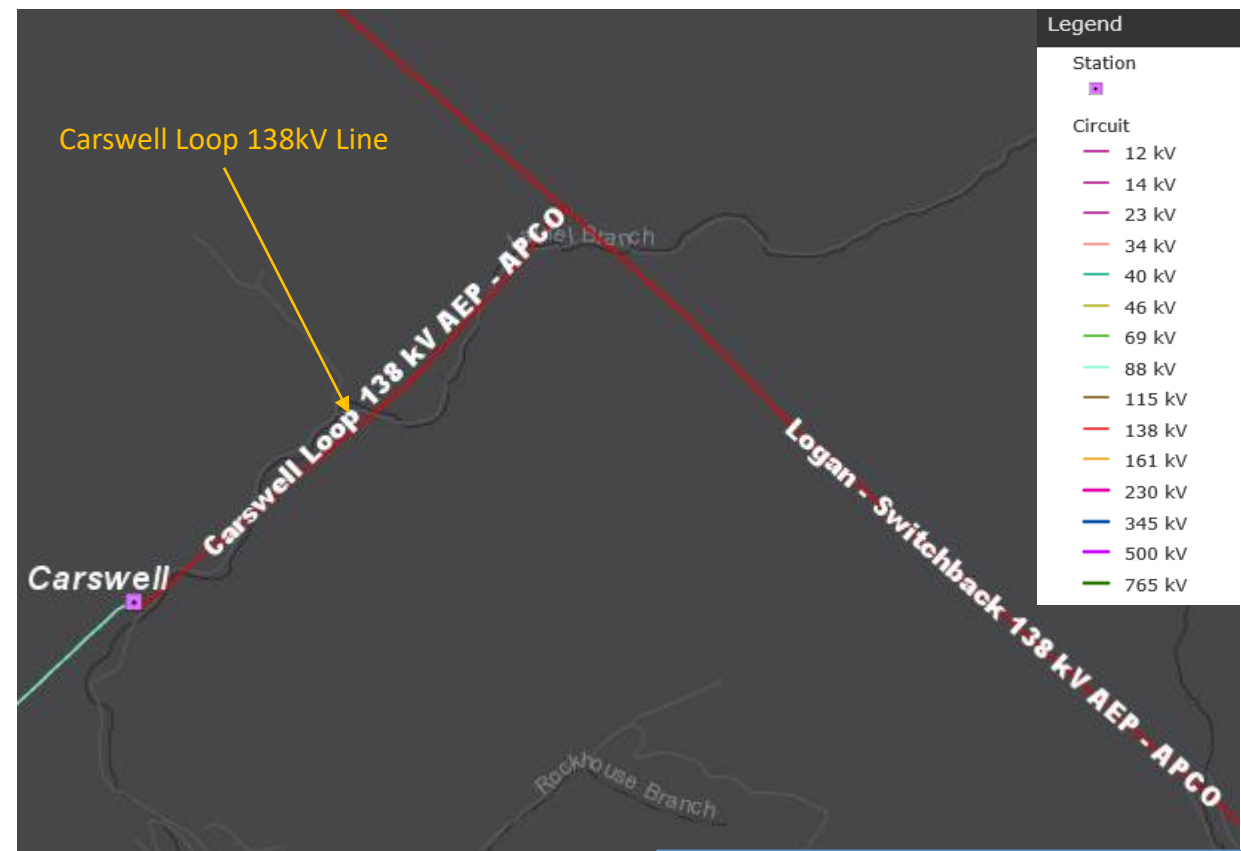 Legend
Station
Circuit
12 kV
14 kV
23 kV
34 kV
40 kV
46 kV
69 kV
88 kV
115 kV
138 kV
161 kV
230 kV
345 kV
500 kV
765 kV
Carswell Loop 138kV Line
Branch
Carswell Loop 138 kV AEP - APCO
Logan - Switchback 138 kV AEP - APCO
Carswell
Rockhouse Branch